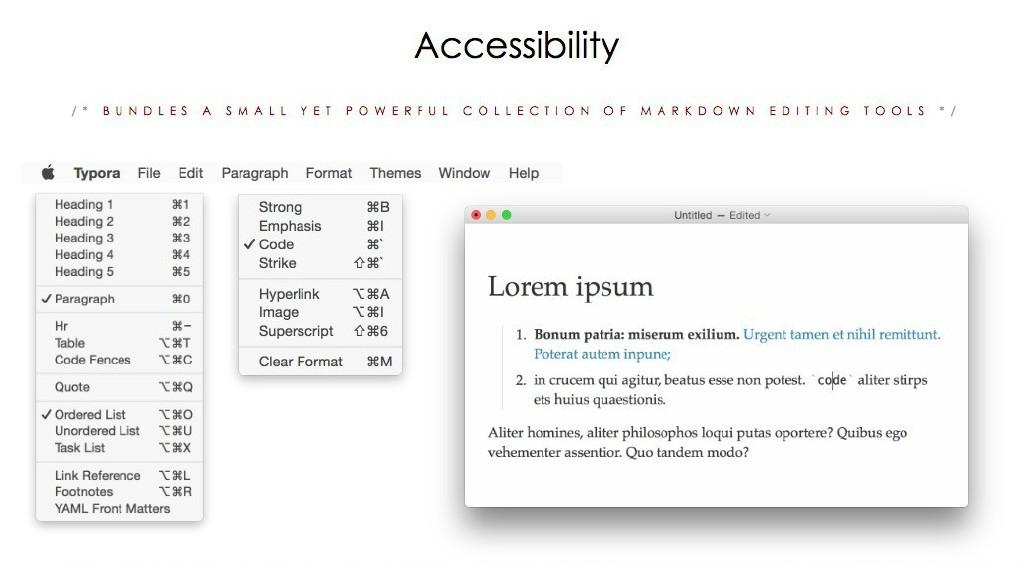 Accessibility
/* BUNDLES A SMALL YET POWERFUL COLLECTION OF MARKDOWN EDITING TOOLS */
Typora File Edit Paragraph Format Themes Window Help
Heading 1 ⌘1
Heading 2 ⌘2
Heading 3 ⌘3
Heading 4 ⌘4
Heading 5 ⌘5
✓ Paragraph ⌘0
Hr ⌘–
Table ⌥⌘T
Code Fences ⌥⌘C
Quote ⌥⌘Q
✓ Ordered List ⌥⌘O
Unordered List ⌥⌘U
Task List ⌥⌘X
Link Reference ⌥⌘L
Footnotes ⌥⌘R
YAML Front Matters
Strong ⌘B
Emphasis ⌘I
✓ Code ⌘`
Strike ⇧⌘`
Hyperlink ⌥⌘A
Image ⌥⌘I
Superscript ⇧⌘6
Clear Format ⌘M
Untitled — Edited
Lorem ipsum
1. Bonum patria: miserum exilium. Urgent tamen et nihil remittunt.
Poterat autem inpune;
2. in crucem qui agitur, beatus esse non potest. `code` aliter stirps
ets huius quaestionis.
Aliter homines, aliter philosophos loqui putas oportere? Quibus ego
vehementer assentior. Quo tandem modo?